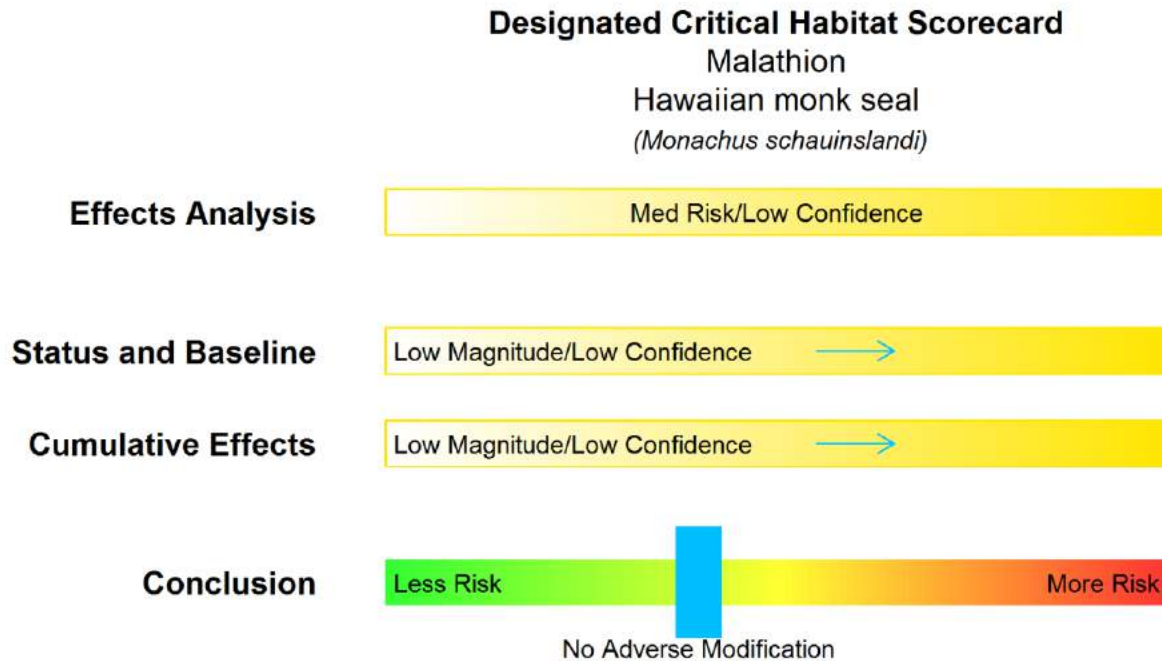 Designated Critical Habitat Scorecard
Malathion
Hawaiian monk seal
(Monachus schauinslandi)
Effects Analysis
Med Risk/Low Confidence
Status and Baseline
Low Magnitude/Low Confidence
Cumulative Effects
Low Magnitude/Low Confidence
Conclusion
Less Risk
More Risk
No Adverse Modification